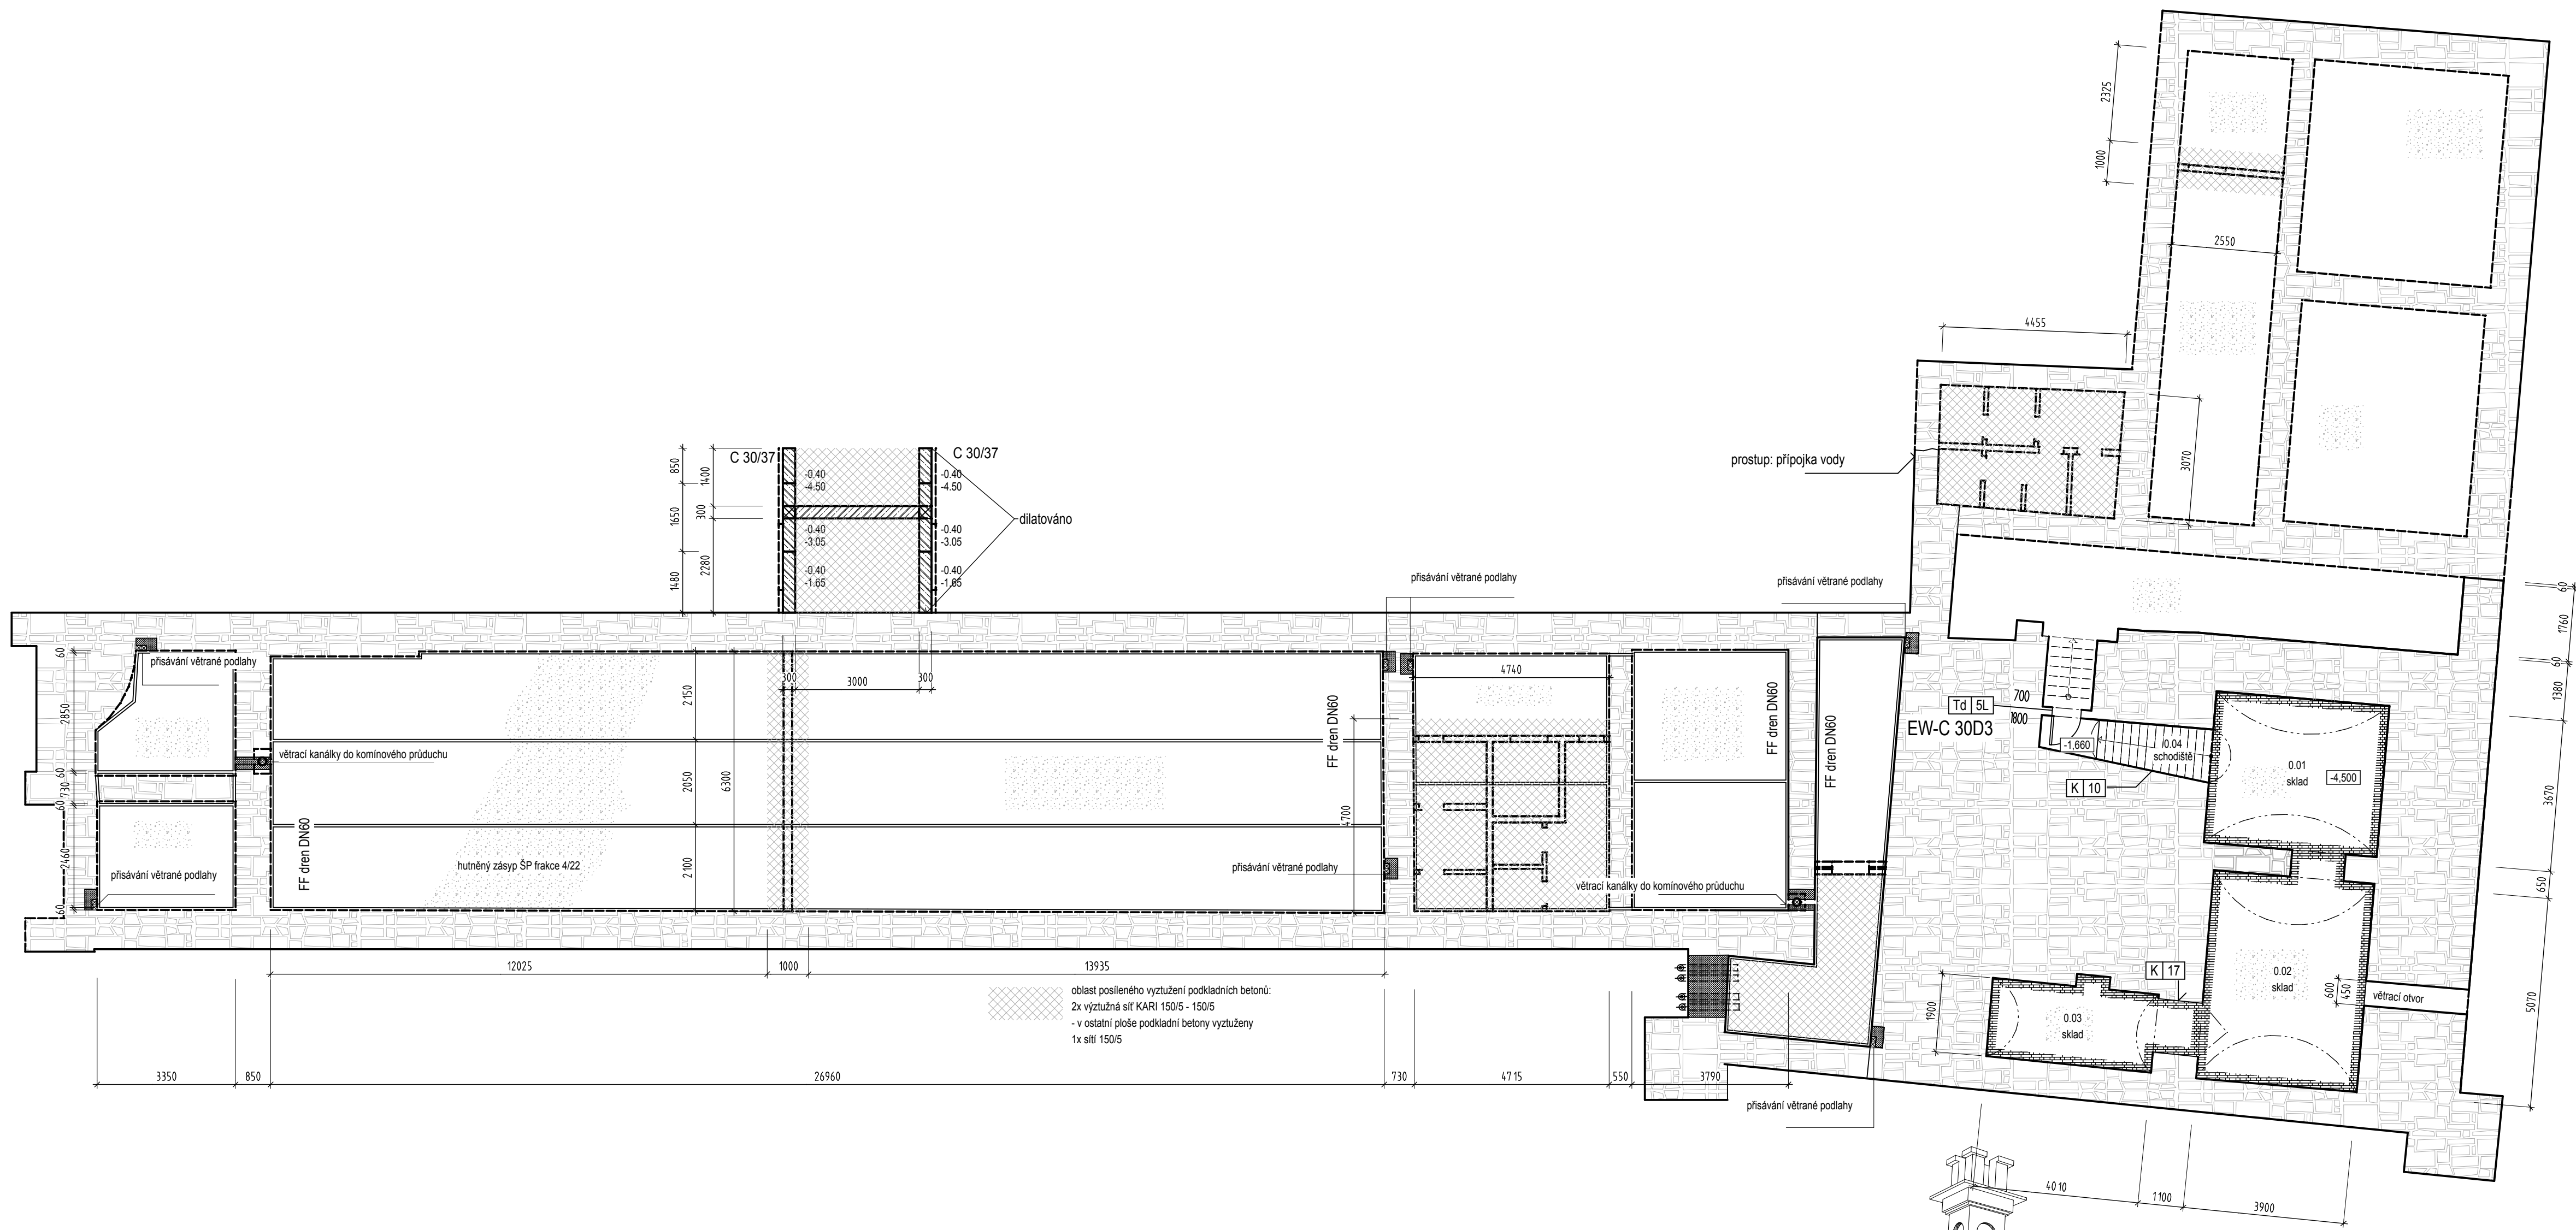 2325
1000
2550
4455
3070
prostup: přípojka vody
C 30/37
C 30/37
850
1650
1480
1400
300
2280
-0.40
-4.50
-0.40
-3.05
-0.40
-1.65
-0.40
-4.50
-0.40
-3.05
-0.40
-1.65
dilatováno
přisávání větrané podlahy
přisávání větrané podlahy
60
1760
60
1380
3670
650
5070
60
2850
60
730
60
2460
60
přisávání větrané podlahy
větrací kanálky do komínového průduchu
přisávání větrané podlahy
FF dren DN60
hutněný zásyp ŠP frakce 4/22
2150
2050
2100
6300
300
3000
300
FF dren DN60
4700
přisávání větrané podlahy
4740
FF dren DN60
větrací kanálky do komínového průduchu
FF dren DN60
Td 5L
700
1800
EW-C 30D3
-1,660
0.04
schodiště
K 10
0.01
sklad
-4,500
0.02
sklad
600
450
větrací otvor
K 17
0.03
sklad
1900
12025
1000
13935
oblast posíleného vyztužení podkladních betonů:
2x výztužná síť KARI 150/5 - 150/5
- v ostatní ploše podkladní betony vyztuženy
1x sítí 150/5
3350
850
26960
730
4715
550
3790
přisávání větrané podlahy
4010
1100
3900